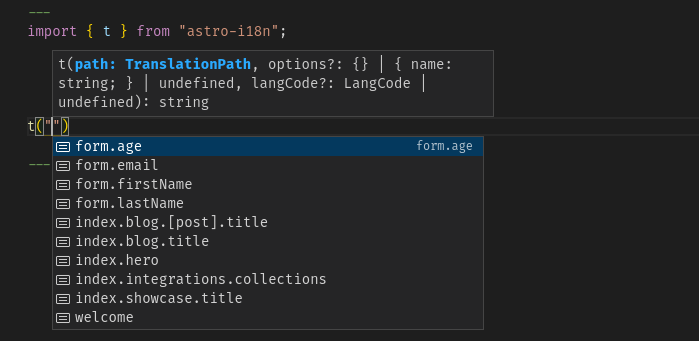 ---
import { t } from "astro-i18n";
t(path: TranslationPath, options?: {} | { name:
string; } | undefined, langCode?: LangCode |
undefined): string
t("")
form.age form.age
form.email
form.firstName
form.lastName
index.blog.[post].title
index.blog.title
index.hero
index.integrations.collections
index.showcase.title
welcome
---